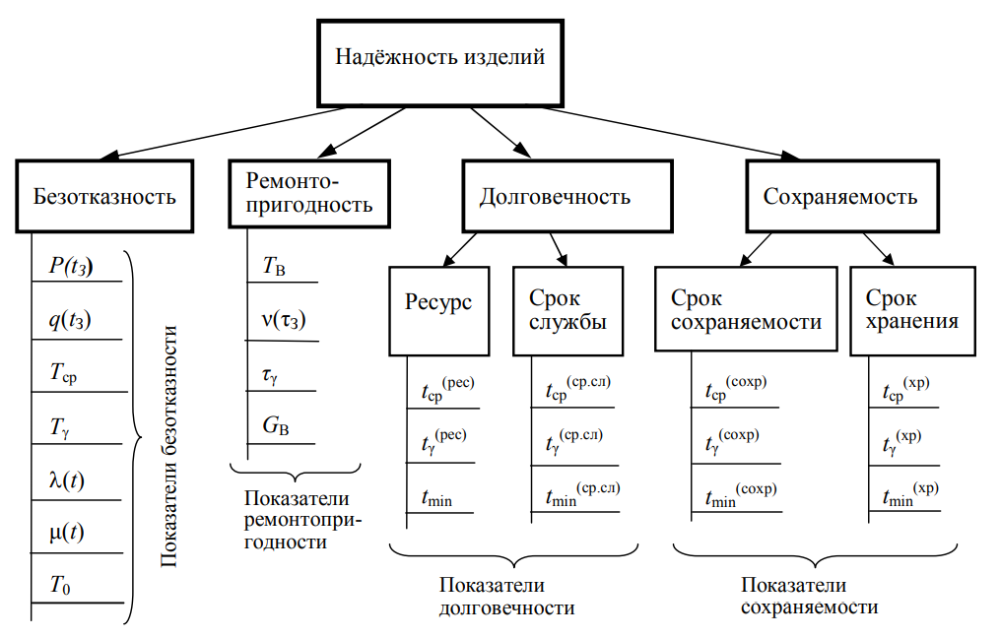 Надёжность изделий
Безотказность
P(tЗ)
q(tЗ)
Tср
Tγ
λ(t)
μ(t)
T0
Показатели безотказности
Ремонто-
пригодность
TВ
ν(τЗ)
τγ
GВ
Показатели
ремонтопри-
годности
Долговечность
Ресурс
tср(рес)
tγ(рес)
tmin
Срок
службы
tср(ср.сл)
tγ(ср.сл)
tmin(ср.сл)
Показатели
долговечности
Сохраняемость
Срок
сохраняемости
tср(сохр)
tγ(сохр)
tmin(сохр)
Срок
хранения
tср(хр)
tγ(хр)
tmin(хр)
Показатели
сохраняемости